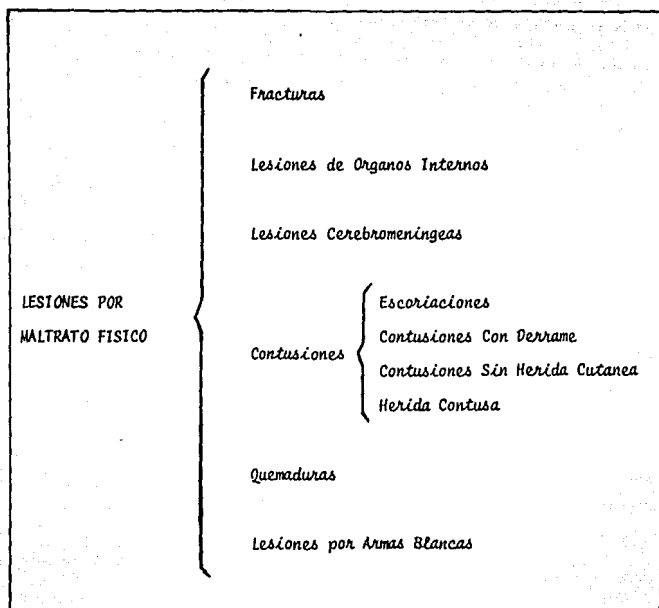 LESIONES POR
MALTRATO FISICO
Fracturas
Lesiones de Organos Internos
Lesiones Cerebromeningeas
Contusiones
Escoriaciones
Contusiones Con Derrame
Contusiones Sin Herida Cutanea
Herida Contusa
Quemaduras
Lesiones por Armas Blancas